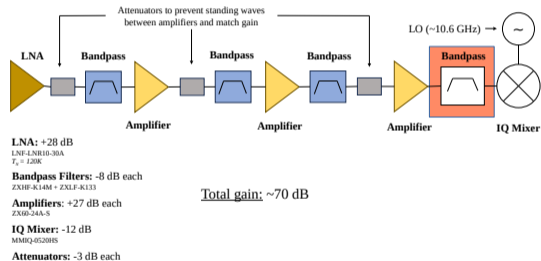 Attenuators to prevent standing waves
between amplifiers and match gain
LO (~10.6 GHz)
~
LNA
Bandpass
Bandpass
Bandpass
Bandpass
Amplifier
Amplifier
Amplifier
IQ Mixer
LNA: +28 dB
LNF-LNR10-30A
Te = 120K
Bandpass Filters: -8 dB each
ZXHF-K14M + ZXLF-K133
Amplifiers: +27 dB each
ZX60-24A-S
IQ Mixer: -12 dB
MMIQ-0520HS
Attenuators: -3 dB each
Total gain: ~70 dB